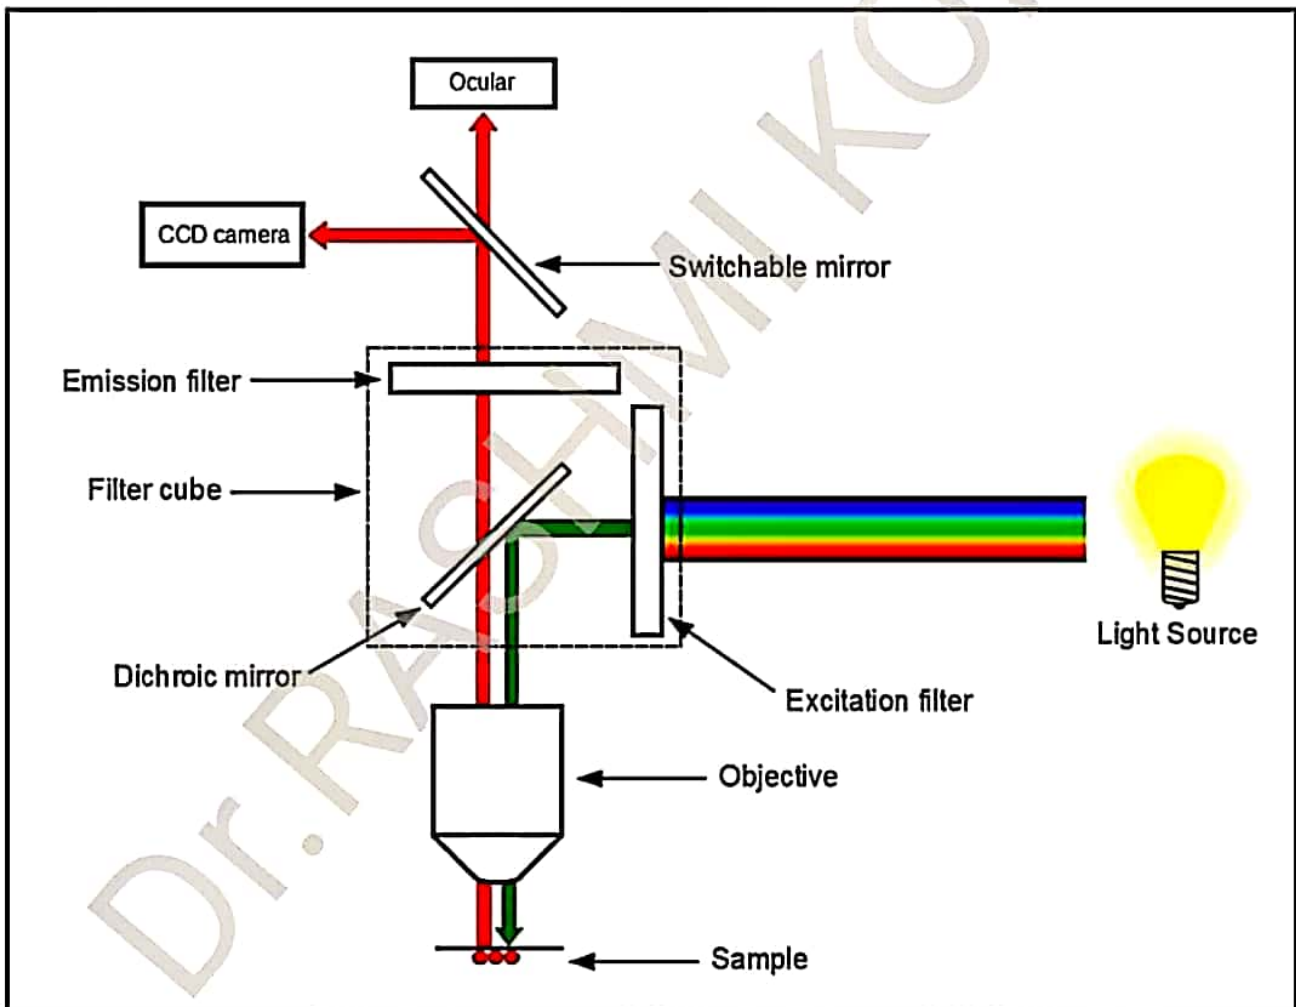 Ocular
CCD camera
Switchable mirror
Emission filter
Filter cube
Light Source
Dichroic mirror
Excitation filter
Objective
Sample
Dr.RASHMI